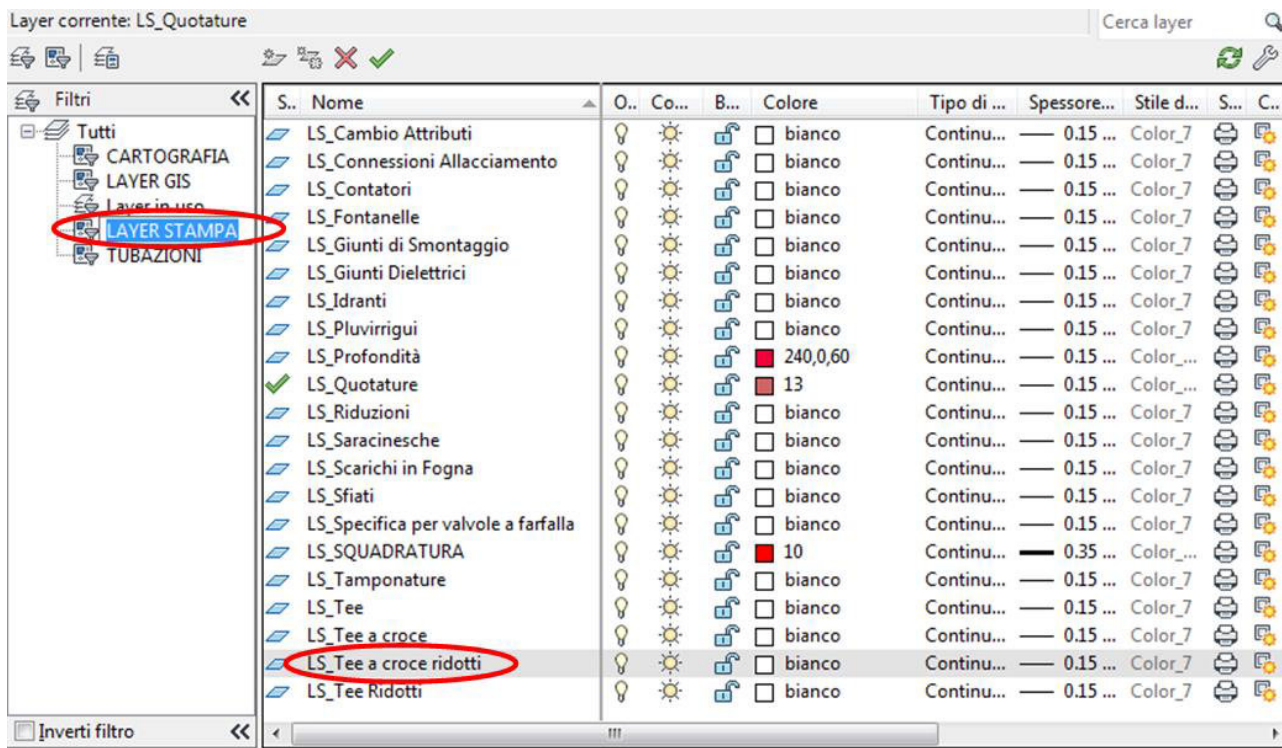 Layer corrente: LS_Quotature
Cerca layer
Filtri
Tutti
CARTOGRAFIA
LAYER GIS
Layer in uso
LAYER STAMPA
TUBAZIONI
Inverti filtro
S.. Nome O.. Co... B... Colore Tipo di ... Spessore... Stile d... S... C..
LS_Cambio Attributi bianco Continu... 0.15 ... Color_7
LS_Connessioni Allacciamento bianco Continu... 0.15 ... Color_7
LS_Contatori bianco Continu... 0.15 ... Color_7
LS_Fontanelle bianco Continu... 0.15 ... Color_7
LS_Giunti di Smontaggio bianco Continu... 0.15 ... Color_7
LS_Giunti Dielettrici bianco Continu... 0.15 ... Color_7
LS_Idranti bianco Continu... 0.15 ... Color_7
LS_Pluvirrigui bianco Continu... 0.15 ... Color_7
LS_Profondità 240,0,60 Continu... 0.15 ... Color_...
LS_Quotature 13 Continu... 0.15 ... Color_...
LS_Riduzioni bianco Continu... 0.15 ... Color_7
LS_Saracinesche bianco Continu... 0.15 ... Color_7
LS_Scarichi in Fogna bianco Continu... 0.15 ... Color_7
LS_Sfiati bianco Continu... 0.15 ... Color_7
LS_Specifica per valvole a farfalla bianco Continu... 0.15 ... Color_7
LS_SQUADRATURA 10 Continu... 0.35 ... Color_...
LS_Tamponature bianco Continu... 0.15 ... Color_7
LS_Tee bianco Continu... 0.15 ... Color_7
LS_Tee a croce bianco Continu... 0.15 ... Color_7
LS_Tee a croce ridotti bianco Continu... 0.15 ... Color_7
LS_Tee Ridotti bianco Continu... 0.15 ... Color_7